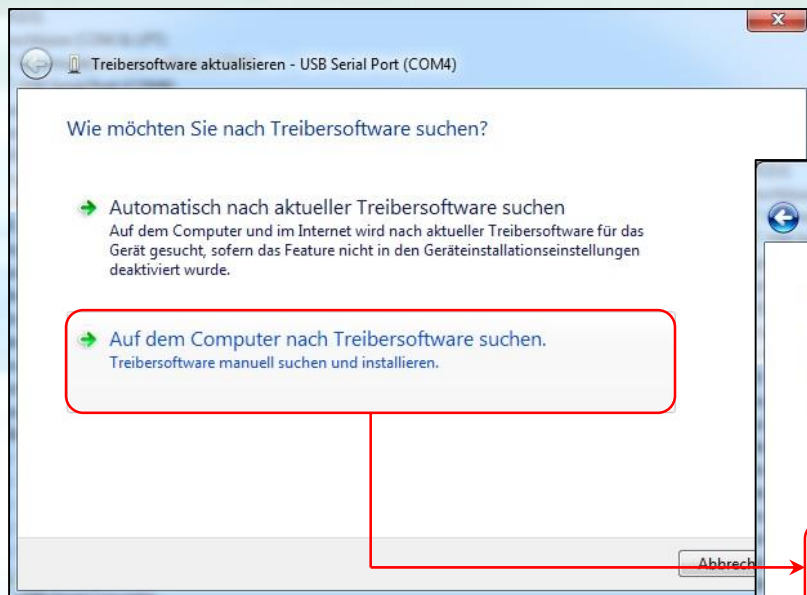 Treibersoftware aktualisieren - USB Serial Port (COM4)
Wie möchten Sie nach Treibersoftware suchen?
Automatisch nach aktueller Treibersoftware suchen
Auf dem Computer und im Internet wird nach aktueller Treibersoftware für das
Gerät gesucht, sofern das Feature nicht in den Geräteinstallationseinstellungen
deaktiviert wurde.
Auf dem Computer nach Treibersoftware suchen.
Treibersoftware manuell suchen und installieren.
Abbrech